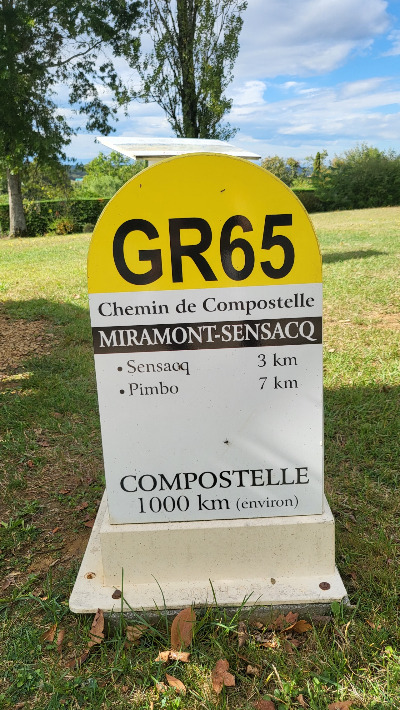 GR65
Chemin de Compostelle
MIRAMONT-SENSACQ
• Sensacq 3 km
• Pimbo 7 km
COMPOSTELLE
1000 km (environ)